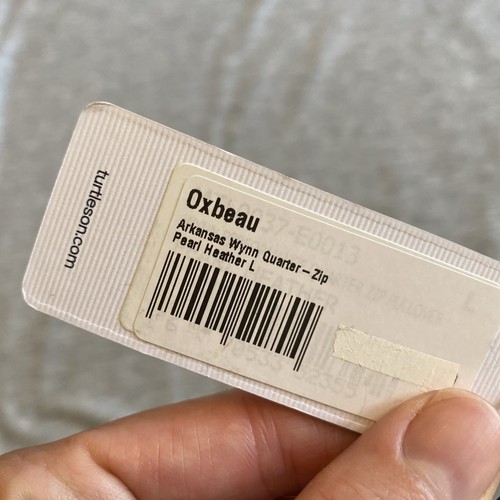 turtleson.com
Oxbeau
Arkansas Wynn Quarter-Zip
Pearl Heather L